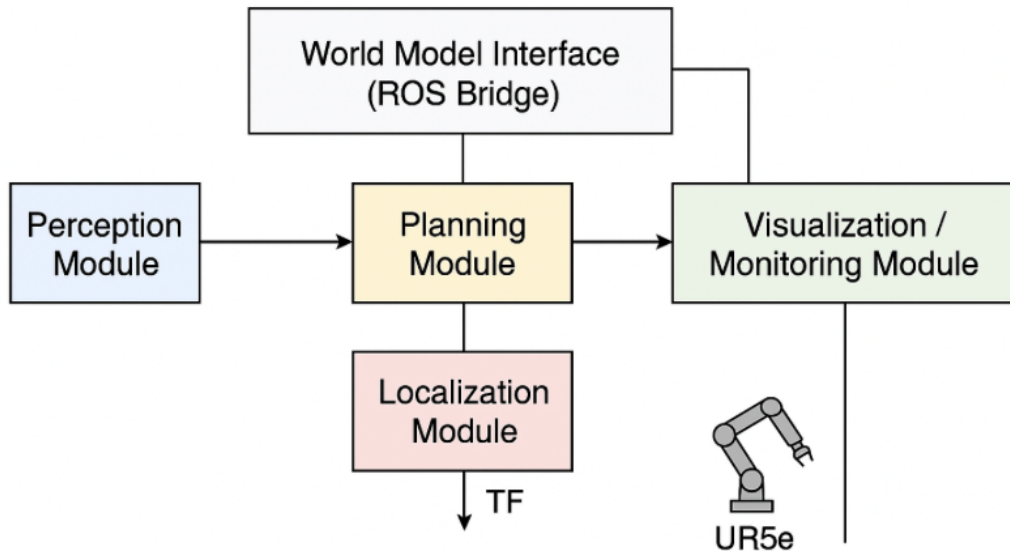 World Model Interface
(ROS Bridge)
Perception
Module
Planning
Module
Visualization /
Monitoring Module
Localization
Module
TF
UR5e